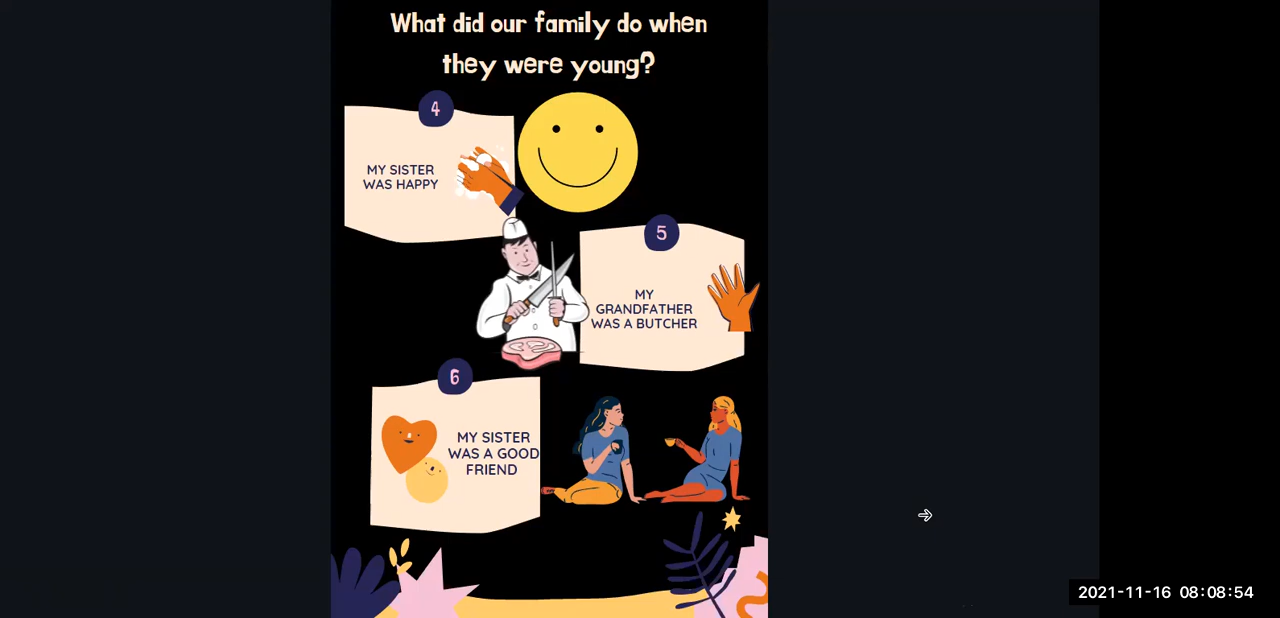 What did our family do when
they were young?
4
MY SISTER
WAS HAPPY
5
MY
GRANDFATHER
WAS A BUTCHER
6
MY SISTER
WAS A GOOD
FRIEND
2021-11-16 08:08:54